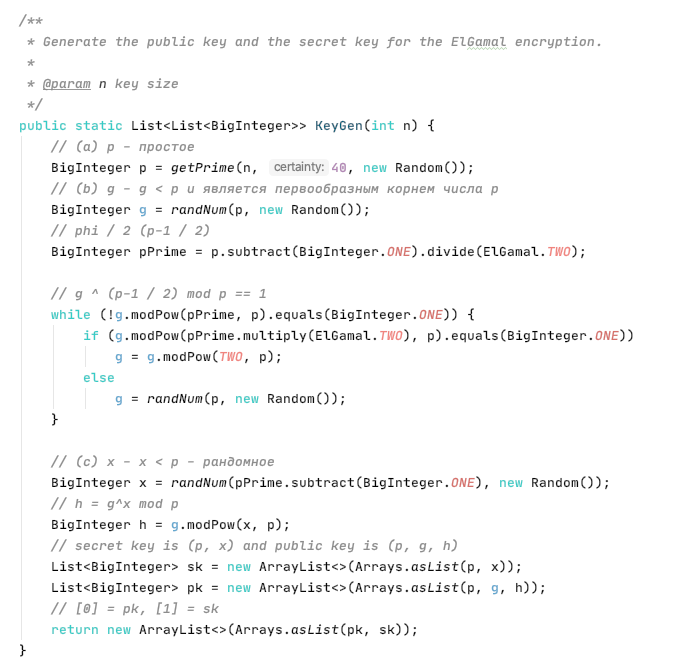 /**
 * Generate the public key and the secret key for the ElGamal encryption.
 *
 * @param n key size
 */
public static List<List<BigInteger>> KeyGen(int n) {
    // (a) p - простое
    BigInteger p = getPrime(n, certainty: 40, new Random());
    // (b) g - g < p и является первообразным корнем числа p
    BigInteger g = randNum(p, new Random());
    // phi / 2 (p-1 / 2)
    BigInteger pPrime = p.subtract(BigInteger.ONE).divide(ElGamal.TWO);

    // g ^ (p-1 / 2) mod p == 1
    while (!g.modPow(pPrime, p).equals(BigInteger.ONE)) {
        if (g.modPow(pPrime.multiply(ElGamal.TWO), p).equals(BigInteger.ONE))
            g = g.modPow(TWO, p);
        else
            g = randNum(p, new Random());
    }

    // (c) x - x < p - рандомное
    BigInteger x = randNum(pPrime.subtract(BigInteger.ONE), new Random());
    // h = g^x mod p
    BigInteger h = g.modPow(x, p);
    // secret key is (p, x) and public key is (p, g, h)
    List<BigInteger> sk = new ArrayList<>(Arrays.asList(p, x));
    List<BigInteger> pk = new ArrayList<>(Arrays.asList(p, g, h));
    // [0] = pk, [1] = sk
    return new ArrayList<>(Arrays.asList(pk, sk));
}